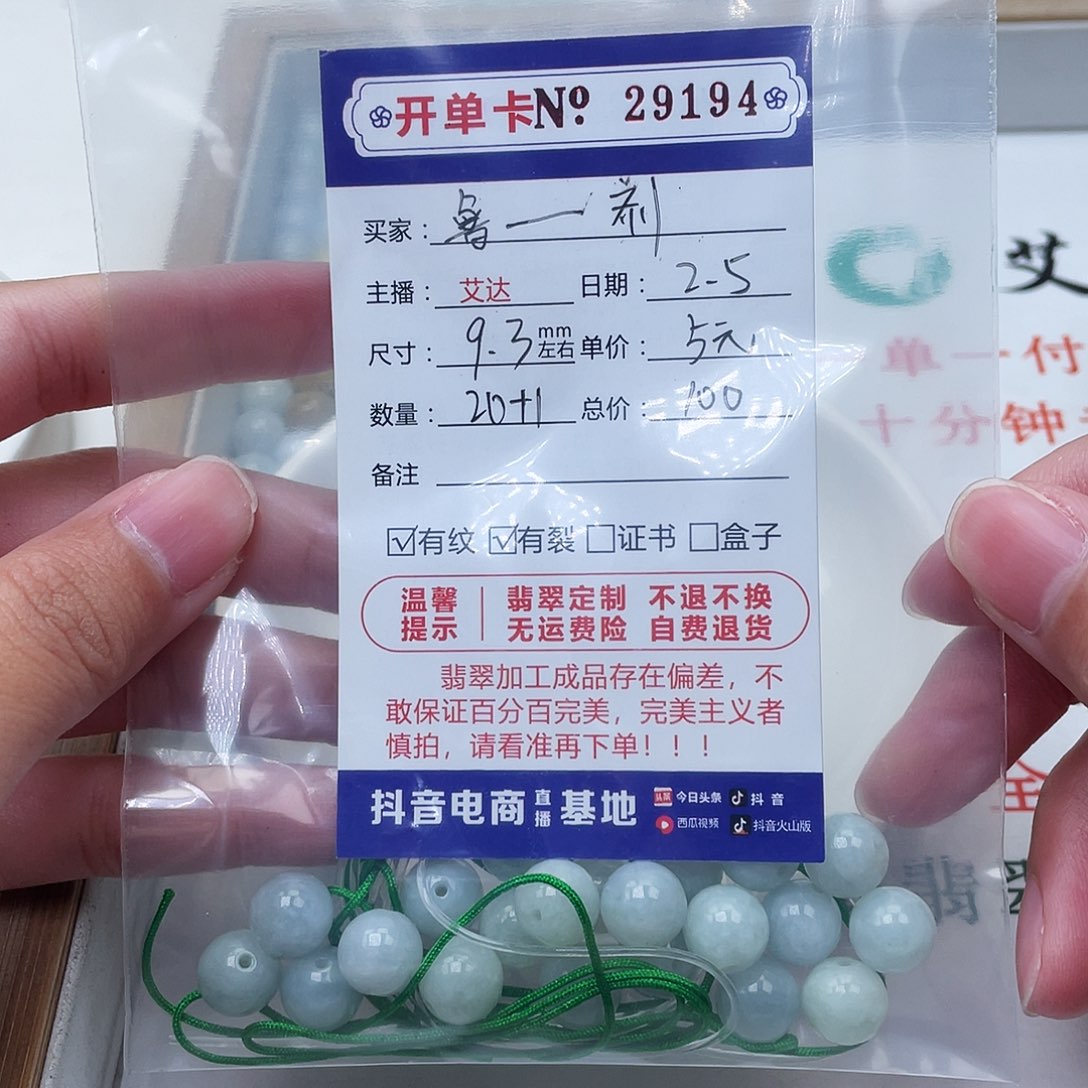 开单卡 Nº 29194
买家：
主播：艾达 日期：2-5
尺寸：9.3mm左右 单价：5元
数量：20+1 总价：100
备注
☑有纹 ☑有裂 □证书 □盒子
温馨提示 翡翠定制 不退不换
无运费险 自费退货
翡翠加工成品存在偏差，不
敢保证百分百完美，完美主义者
慎拍，请看准再下单！！！
抖音电商直播基地 今日头条 抖音
西瓜视频 抖音火山版
艾
单一付
十分钟
全
翡